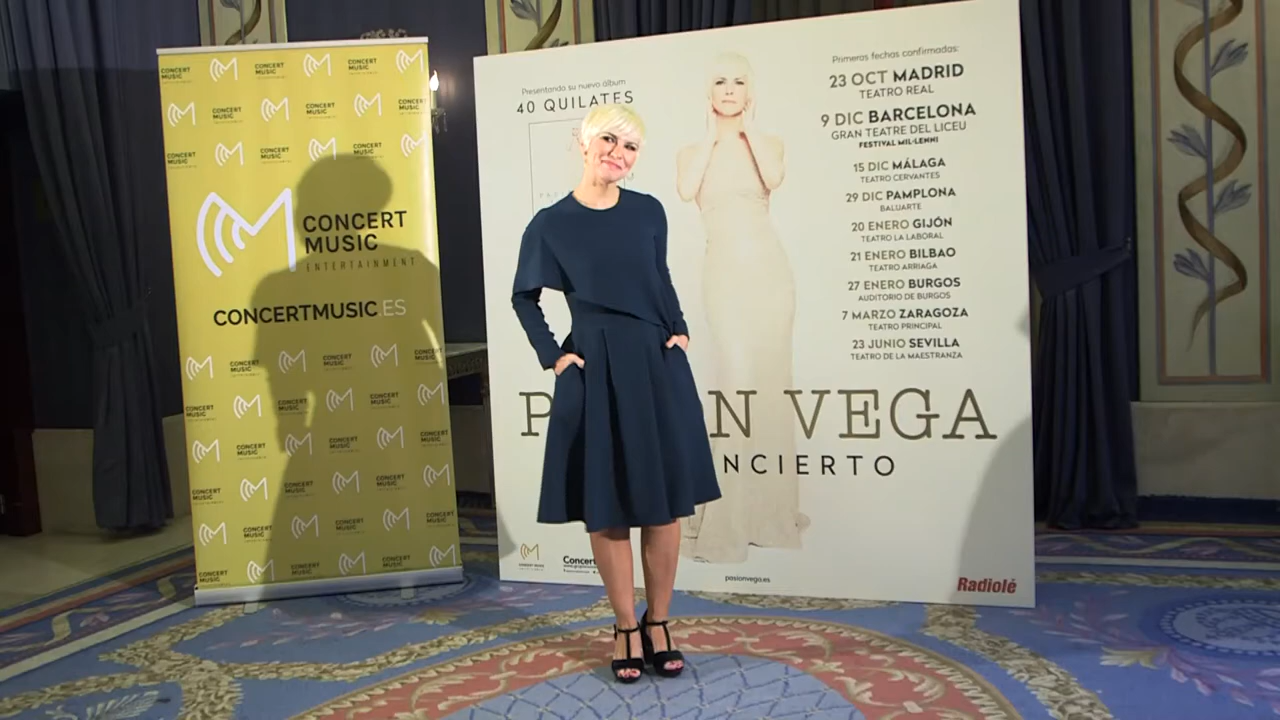 CONCERT
MUSIC
ENTERTAINMENT
CONCERTMUSIC.ES
Presentando su nuevo álbum
40 QUILATES
Primeras fechas confirmadas:
23 OCT MADRID
TEATRO REAL
9 DIC BARCELONA
GRAN TEATRE DEL LICEU
FESTIVAL MIL·LENNI
15 DIC MÁLAGA
TEATRO CERVANTES
29 DIC PAMPLONA
BALUARTE
20 ENERO GIJÓN
TEATRO LA LABORAL
21 ENERO BILBAO
TEATRO ARRIAGA
27 ENERO BURGOS
AUDITORIO DE BURGOS
7 MARZO ZARAGOZA
TEATRO PRINCIPAL
23 JUNIO SEVILLA
TEATRO DE LA MAESTRANZA
P N VEGA
NCIERTO
CONCERT MUSIC
Concert
pasionvega.es
Radiolé